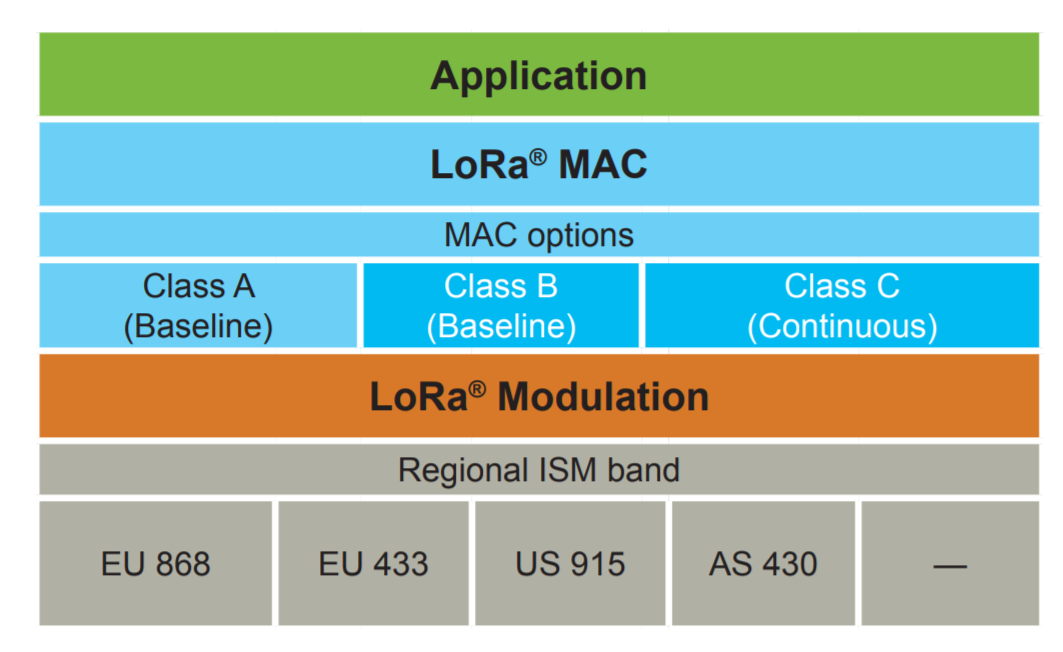 Application
LoRa® MAC
MAC options
Class A
(Baseline)
Class B
(Baseline)
Class C
(Continuous)
LoRa® Modulation
Regional ISM band
EU 868
EU 433
US 915
AS 430
—